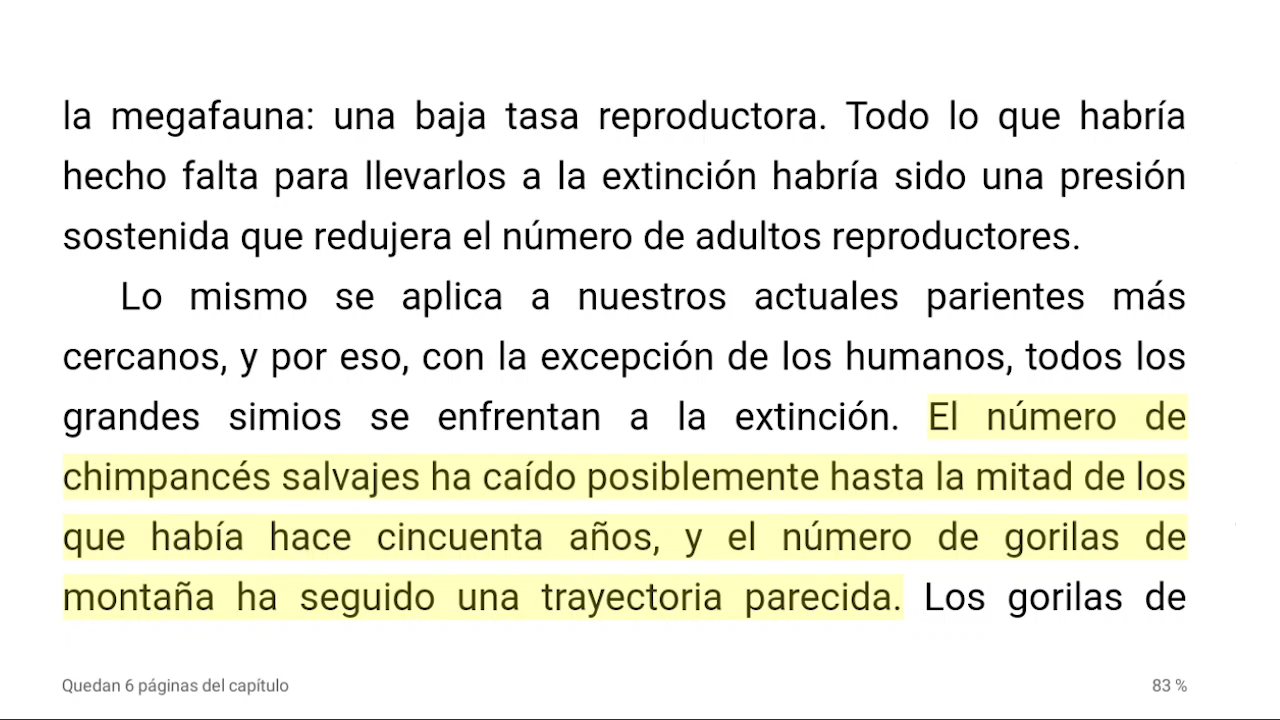 la megafauna: una baja tasa reproductora. Todo lo que habría
hecho falta para llevarlos a la extinción habría sido una presión
sostenida que redujera el número de adultos reproductores.
Lo mismo se aplica a nuestros actuales parientes más
cercanos, y por eso, con la excepción de los humanos, todos los
grandes simios se enfrentan a la extinción. El número de
chimpancés salvajes ha caído posiblemente hasta la mitad de los
que había hace cincuenta años, y el número de gorilas de
montaña ha seguido una trayectoria parecida. Los gorilas de
Quedan 6 páginas del capítulo
83 %